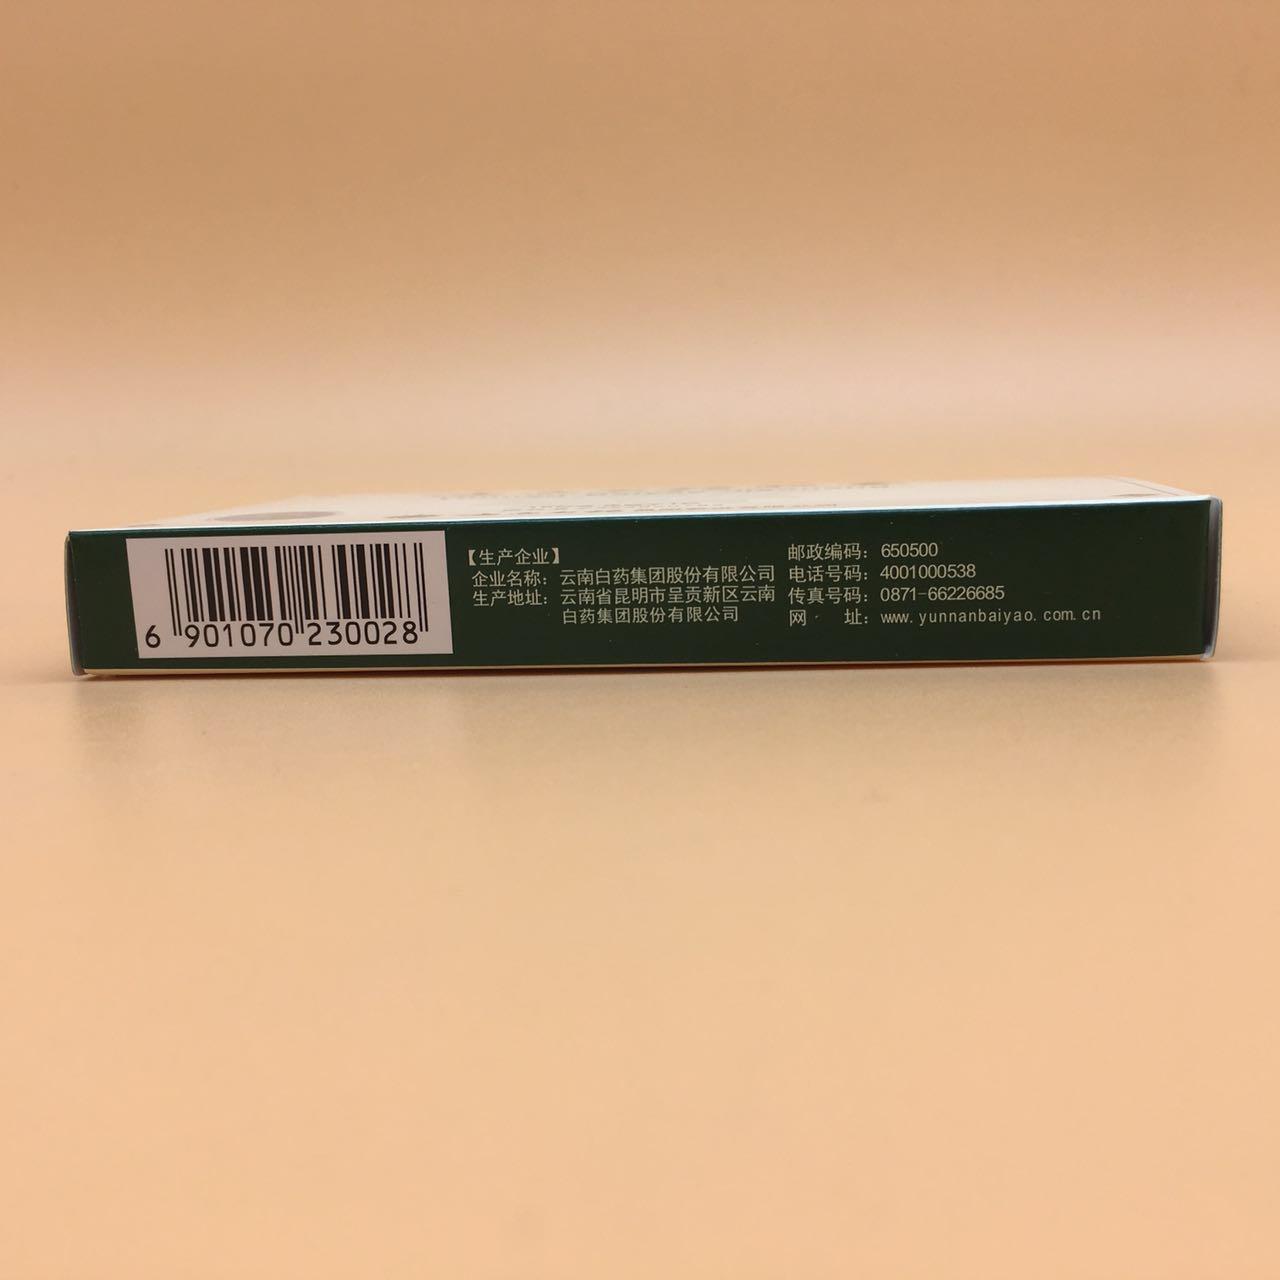 6 901070 230028
【生产企业】
企业名称：云南白药集团股份有限公司
生产地址：云南省昆明市呈贡新区云南
白药集团股份有限公司
邮政编码：650500
电话号码：4001000538
传真号码：0871-66226685
网 址：www.yunnanbaiyao.com.cn